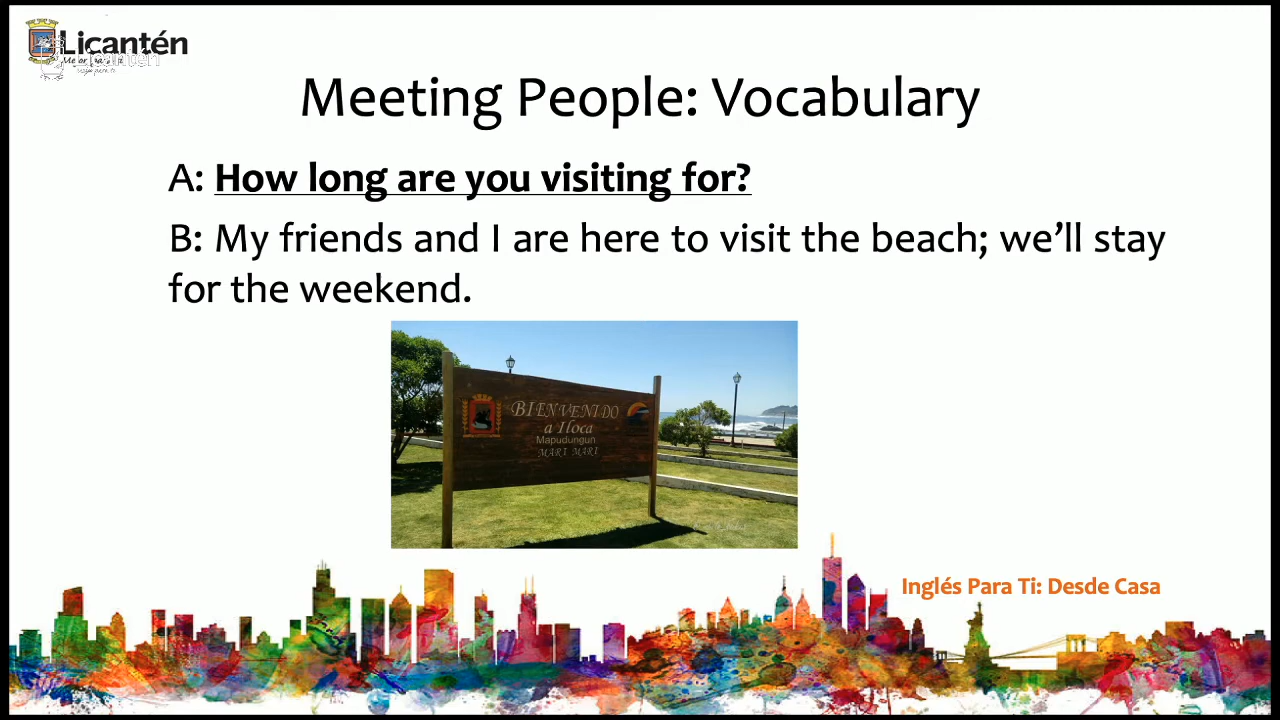 Licantén
Meeting People: Vocabulary
A: How long are you visiting for?
B: My friends and I are here to visit the beach; we'll stay
for the weekend.
BIENVENIDO
a Iloca
Mapudungun
MARI MARI
Inglés Para Ti: Desde Casa